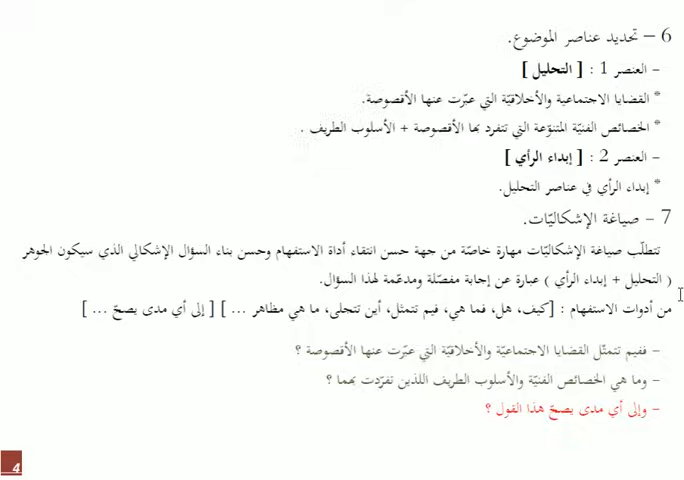 6 – تحديد عناصر الموضوع.
– العنصر 1 : [ التحليل ]
* القضايا الاجتماعية والأخلاقيّة التي عبّرت عنها الأقصوصة.
* الخصائص الفنيّة المتنوّعة التي تتفرد بها الأقصوصة + الأسلوب الطريف .
– العنصر 2 : [ إبداء الرأي ]
* إبداء الرأي في عناصر التحليل.
7 – صياغة الإشكاليّات.
تتطلّب صياغة الإشكاليّات مهارة خاصّة من جهة حسن انتقاء أداة الاستفهام وحسن بناء السؤال الإشكالي الذي سيكون الجوهر
( التحليل + إبداء الرأي ) عبارة عن إجابة مفصّلة ومدعّمة لهذا السؤال.
من أدوات الاستفهام : [كيف، هل، فما هي، فيم تتمثل، أين تتجلى، ما هي مظاهر ... ] [ إلى أي مدى يصحّ ... ]
– ففيم تتمثّل القضايا الاجتماعيّة والأخلاقيّة التي عبّرت عنها الأقصوصة ؟
– وما هي الخصائص الفنيّة والأسلوب الطريف اللذين تفرّدت بهما ؟
– وإلى أي مدى يصحّ هذا القول ؟
4